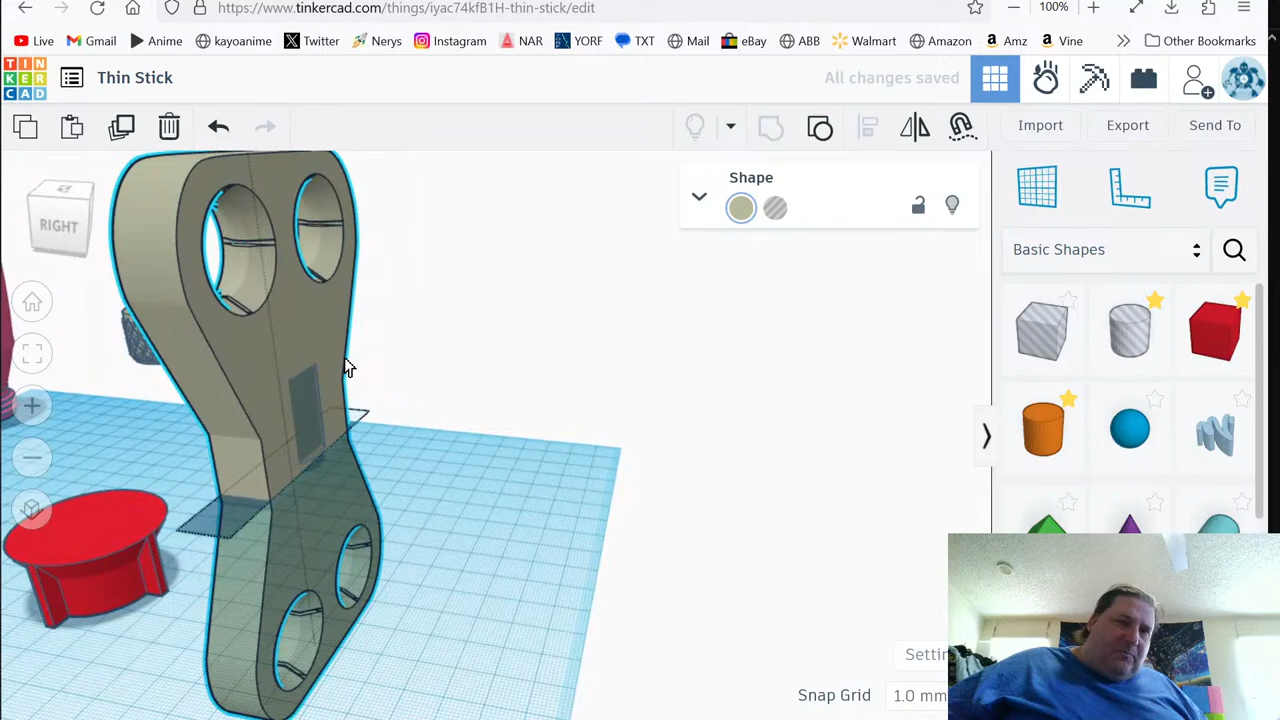 https://www.tinkercad.com/things/iyac74kfB1H-thin-stick/edit
100%
Live
Gmail
Anime
kayoanime
Twitter
Nerys
Instagram
NAR
YORF
TXT
Mail
eBay
ABB
Walmart
Amazon
Amz
Vine
Other Bookmarks
TIN
KER
CAD
Thin Stick
All changes saved
Import
Export
Send To
Shape
RIGHT
Basic Shapes
Settin
Snap Grid
1.0 mm